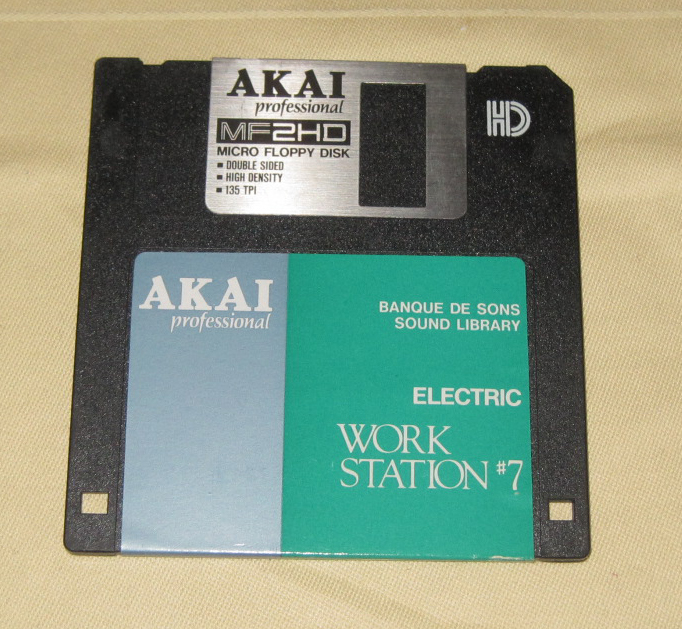 AKAI
professional
MF2HD
MICRO FLOPPY DISK
▪ DOUBLE SIDED
▪ HIGH DENSITY
▪ 135 TPI
HD
AKAI
professional
BANQUE DE SONS
SOUND LIBRARY
ELECTRIC
WORK
STATION #7